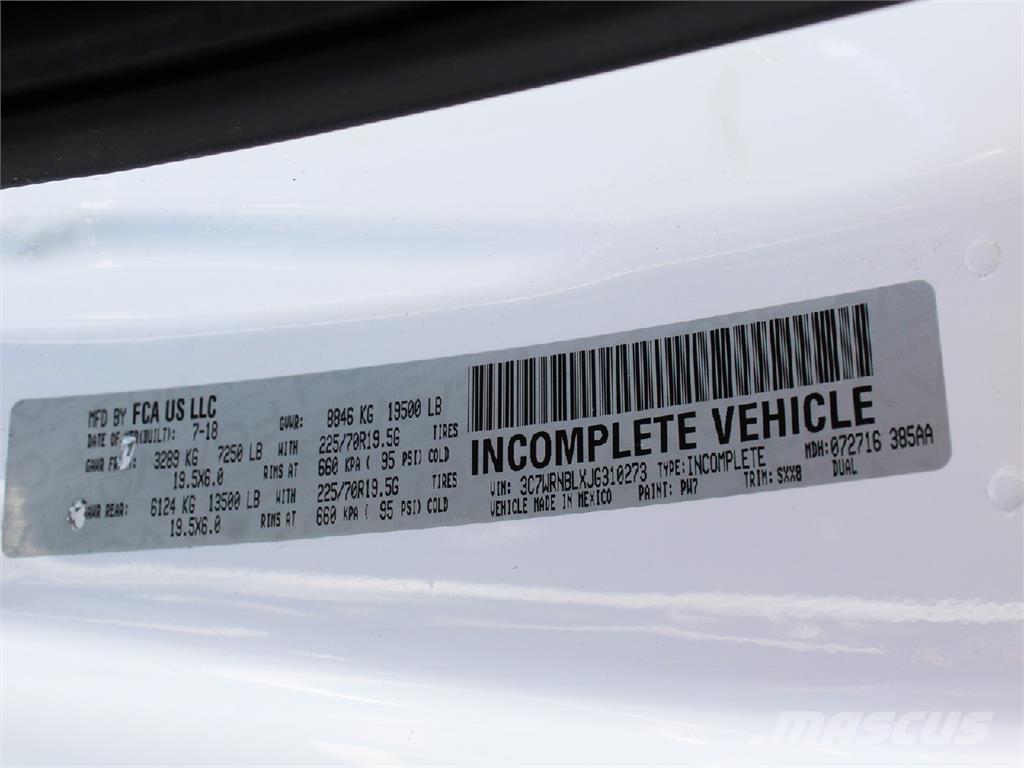 MFD BY FCA US LLC GVWR: 8846 KG 19500 LB
DATE OF MFR(BUILT): 7-18
GAWR FRONT: 3289 KG 7250 LB WITH 225/70R19.5G TIRES
19.5X6.0 RIMS AT 660 KPA ( 95 PSI) COLD
GAWR REAR: 6124 KG 13500 LB WITH 225/70R19.5G TIRES
19.5X6.0 RIMS AT 660 KPA ( 95 PSI) COLD
INCOMPLETE VEHICLE
VIN: 3C7WRNBLXJG310273 TYPE: INCOMPLETE MDH: 072716 385AA
VEHICLE MADE IN MEXICO PAINT: PW7 TRIM: SXX8 DUAL
MASCUS